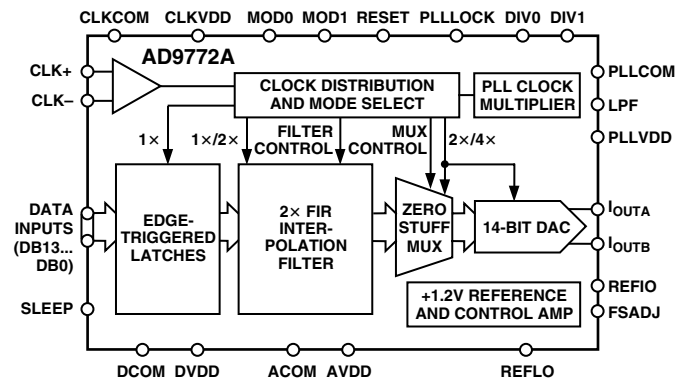 CLKCOM CLKVDD MOD0 MOD1 RESET PLLLOCK DIV0 DIV1
AD9772A
CLK+
CLK–
CLOCK DISTRIBUTION
AND MODE SELECT
PLL CLOCK
MULTIPLIER
PLLCOM
LPF
PLLVDD
1×
1×/2×
FILTER
CONTROL
MUX
CONTROL
2×/4×
DATA
INPUTS
(DB13...
DB0)
EDGE-
TRIGGERED
LATCHES
2× FIR
INTER-
POLATION
FILTER
ZERO
STUFF
MUX
14-BIT DAC
IOUTA
IOUTB
SLEEP
+1.2V REFERENCE
AND CONTROL AMP
REFIO
FSADJ
DCOM DVDD ACOM AVDD REFLO